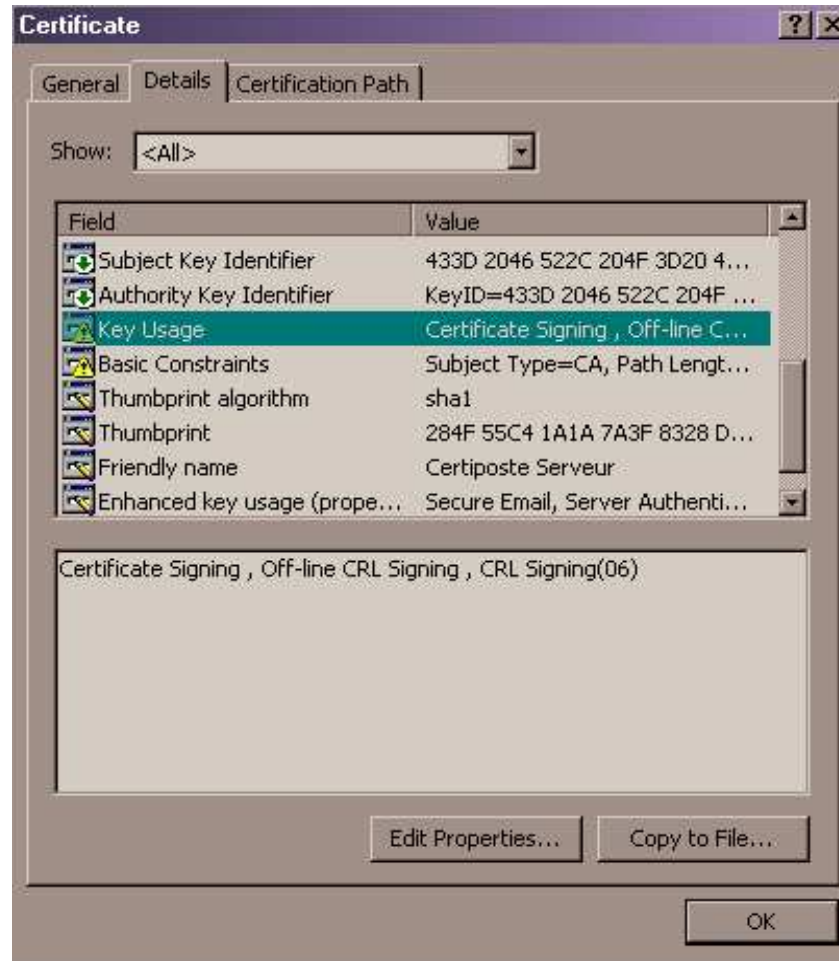 Certificate
General Details Certification Path
Show: <All>
Field Value
Subject Key Identifier 433D 2046 522C 204F 3D20 4...
Authority Key Identifier KeyID=433D 2046 522C 204F ...
Key Usage Certificate Signing , Off-line C...
Basic Constraints Subject Type=CA, Path Lengt...
Thumbprint algorithm sha1
Thumbprint 284F 55C4 1A1A 7A3F 8328 D...
Friendly name Certiposte Serveur
Enhanced key usage (prope... Secure Email, Server Authenti...
Certificate Signing , Off-line CRL Signing , CRL Signing(06)
Edit Properties... Copy to File...
OK